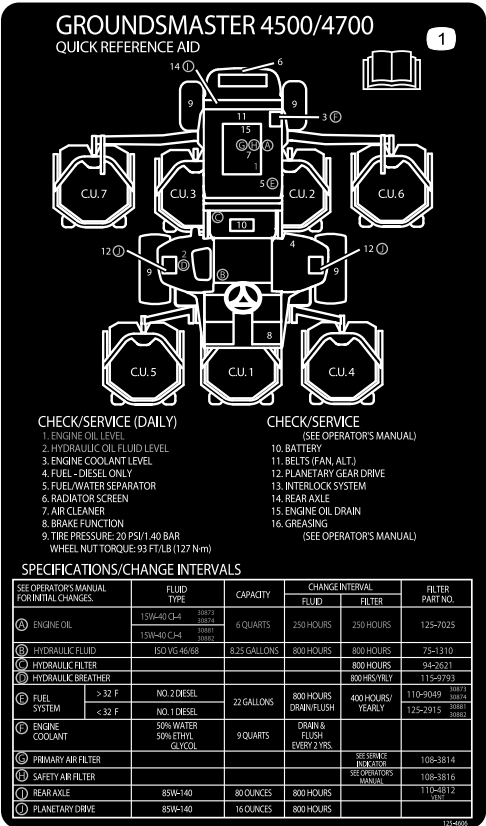 GROUNDSMASTER 4500/4700
QUICK REFERENCE AID
1
14 I
6
9
9
11
15
3 F
G H A
7
1
5 E
C.U. 7
C.U. 3
C.U. 2
C.U. 6
C
10
12 J
2
D
9
B
4
12 J
9
8
C.U. 5
C.U. 1
C.U. 4
CHECK/SERVICE (DAILY)
1. ENGINE OIL LEVEL
2. HYDRAULIC OIL FLUID LEVEL
3. ENGINE COOLANT LEVEL
4. FUEL - DIESEL ONLY
5. FUEL/WATER SEPARATOR
6. RADIATOR SCREEN
7. AIR CLEANER
8. BRAKE FUNCTION
9. TIRE PRESSURE: 20 PSI/1.40 BAR
WHEEL NUT TORQUE: 93 FT/LB (127 N·m)
CHECK/SERVICE
(SEE OPERATOR'S MANUAL)
10. BATTERY
11. BELTS (FAN, ALT.)
12. PLANETARY GEAR DRIVE
13. INTERLOCK SYSTEM
14. REAR AXLE
15. ENGINE OIL DRAIN
16. GREASING
(SEE OPERATOR'S MANUAL)
SPECIFICATIONS/CHANGE INTERVALS
SEE OPERATOR'S MANUAL FOR INITIAL CHANGES. FLUID TYPE CAPACITY CHANGE INTERVAL FLUID FILTER FILTER PART NO.
A ENGINE OIL 15W-40 CI-4 30873 30874 15W-40 CJ-4 30881 30882 6 QUARTS 250 HOURS 250 HOURS 125-7025
B HYDRAULIC FLUID ISO VG 46/68 8.25 GALLONS 800 HOURS 800 HOURS 75-1310
C HYDRAULIC FILTER 800 HOURS 94-2621
D HYDRAULIC BREATHER 800 HRS/YRLY 115-9793
E FUEL SYSTEM > 32 F NO. 2 DIESEL < 32 F NO. 1 DIESEL 22 GALLONS 800 HOURS DRAIN/FLUSH 400 HOURS/YEARLY 110-9049 30873 30874 125-2915 30881 30882
F ENGINE COOLANT 50% WATER 50% ETHYL GLYCOL 9 QUARTS DRAIN & FLUSH EVERY 2 YRS.
G PRIMARY AIR FILTER SEE SERVICE INDICATOR 108-3814
H SAFETY AIR FILTER SEE OPERATOR'S MANUAL 108-3816
I REAR AXLE 85W-140 80 OUNCES 800 HOURS 110-4812 VENT
J PLANETARY DRIVE 85W-140 16 OUNCES 800 HOURS
125-4606